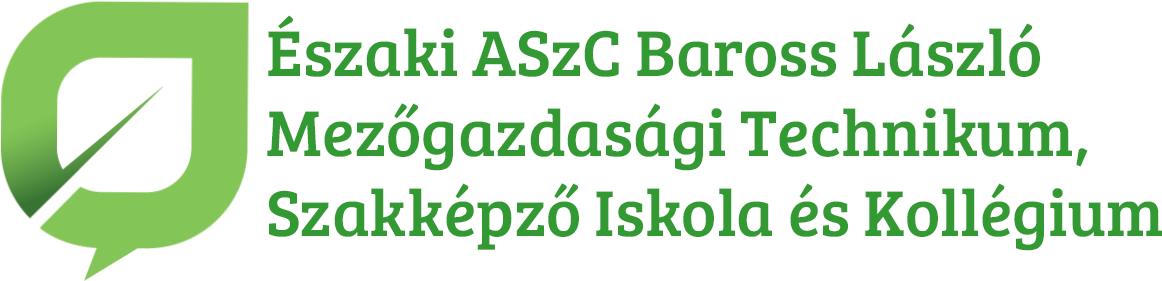 Északi ASzC Baross László
Mezőgazdasági Technikum,
Szakképző Iskola és Kollégium